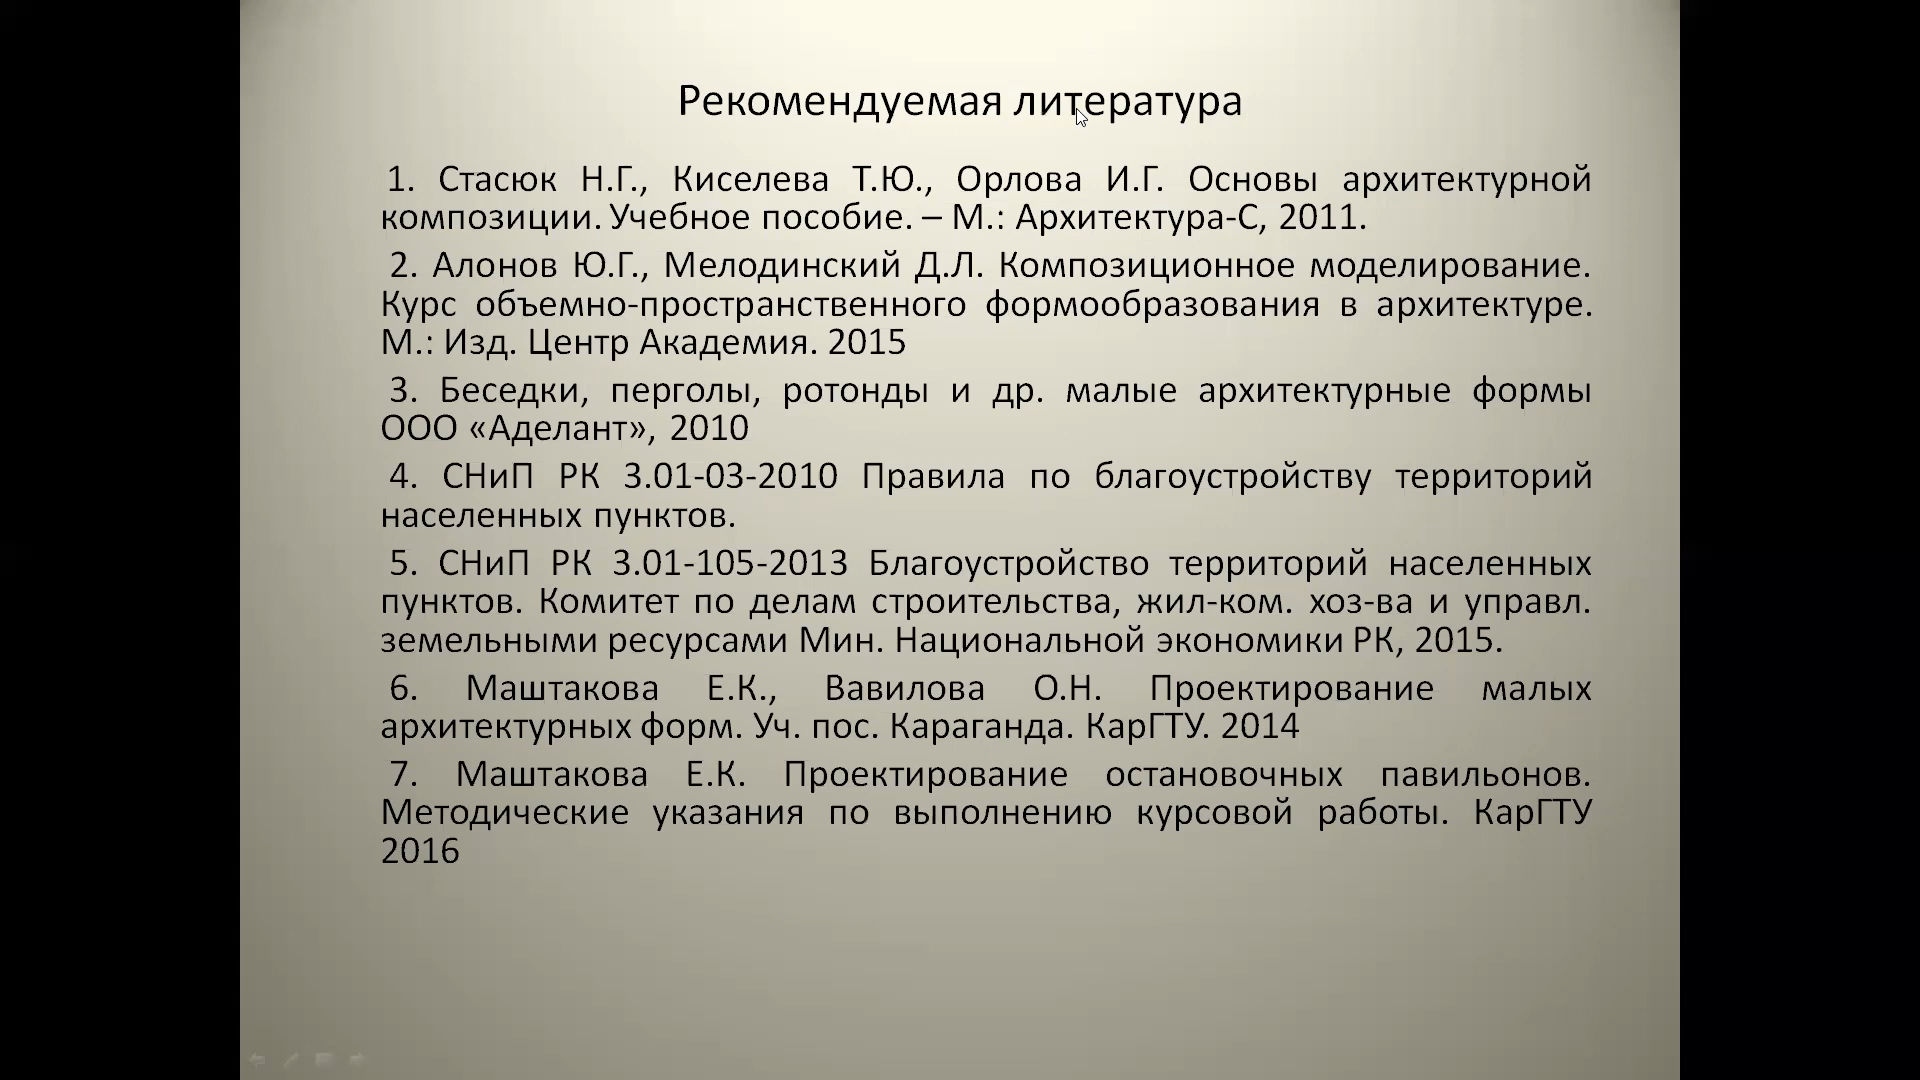 Рекомендуемая литература
1. Стасюк Н.Г., Киселева Т.Ю., Орлова И.Г. Основы архитектурной
композиции. Учебное пособие. – М.: Архитектура-С, 2011.
2. Алонов Ю.Г., Мелодинский Д.Л. Композиционное моделирование.
Курс объемно-пространственного формообразования в архитектуре.
М.: Изд. Центр Академия. 2015
3. Беседки, перголы, ротонды и др. малые архитектурные формы
ООО «Аделант», 2010
4. СНиП РК 3.01-03-2010 Правила по благоустройству территорий
населенных пунктов.
5. СНиП РК 3.01-105-2013 Благоустройство территорий населенных
пунктов. Комитет по делам строительства, жил-ком. хоз-ва и управл.
земельными ресурсами Мин. Национальной экономики РК, 2015.
6. Маштакова Е.К., Вавилова О.Н. Проектирование малых
архитектурных форм. Уч. пос. Караганда. КарГТУ. 2014
7. Маштакова Е.К. Проектирование остановочных павильонов.
Методические указания по выполнению курсовой работы. КарГТУ
2016